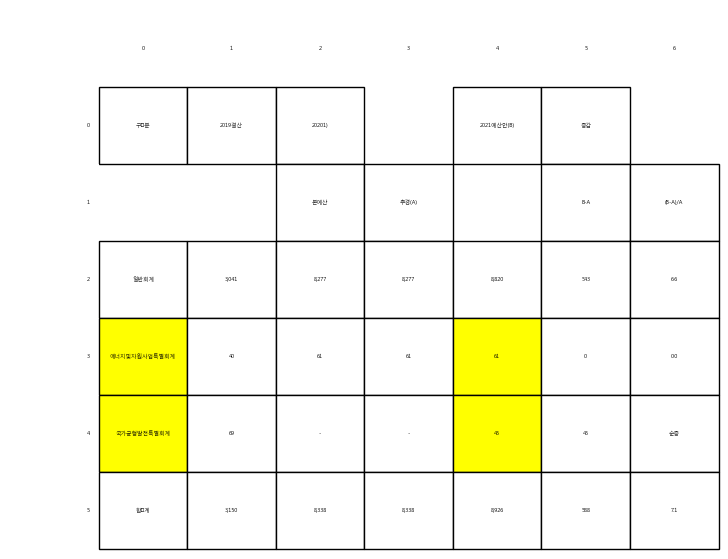 0 1 2 3 4 5 6
0 구 분 2019결산 20201) 2021예산안(B) 증감
1 본예산 추경(A) B-A (B-A)/A
2 일반회계 3,041 8,277 8,277 8,820 543 6.6
3 에너지및자원사업특별회계 40 61 61 61 0 0.0
4 국가균형발전특별회계 69 - - 45 45 순증
5 합 계 3,150 8,338 8,338 8,926 588 7.1